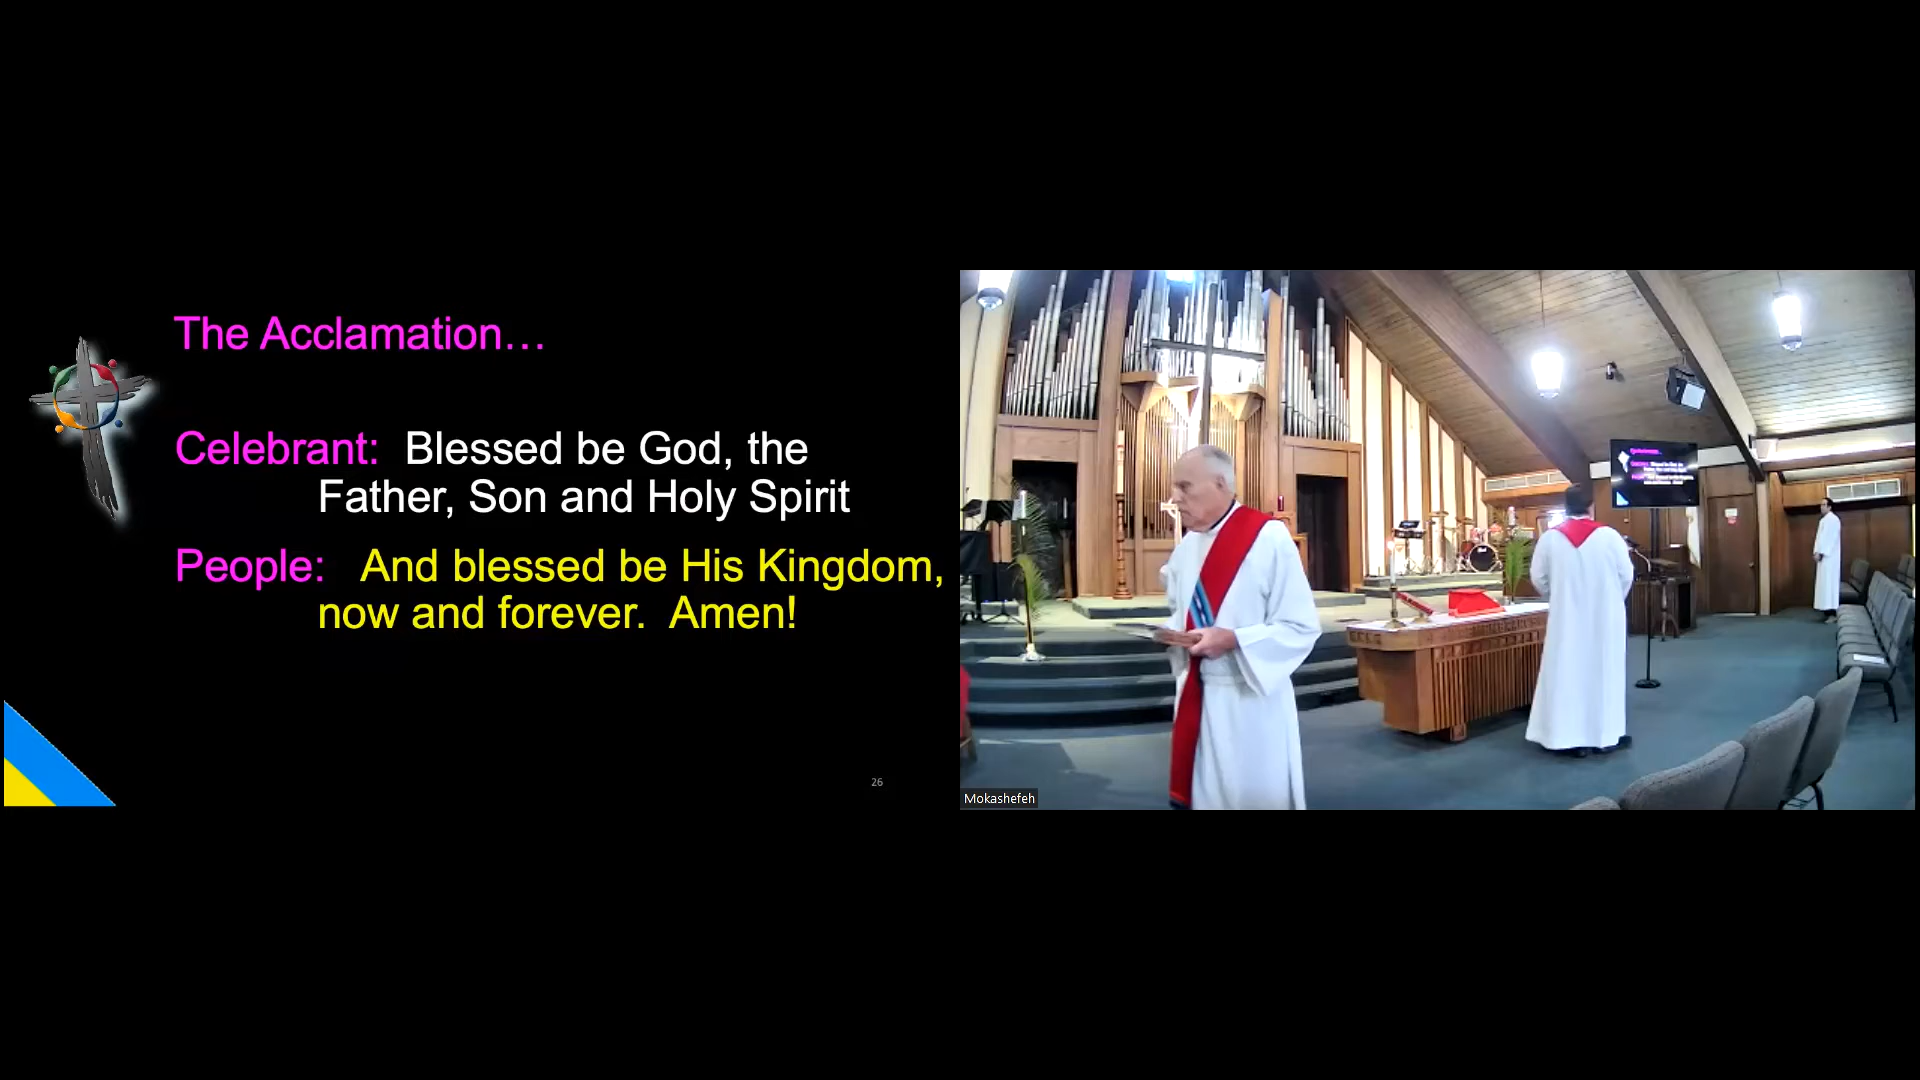 The Acclamation…
Celebrant: Blessed be God, the
Father, Son and Holy Spirit
People: And blessed be His Kingdom,
now and forever. Amen!
26
Mokashefeh